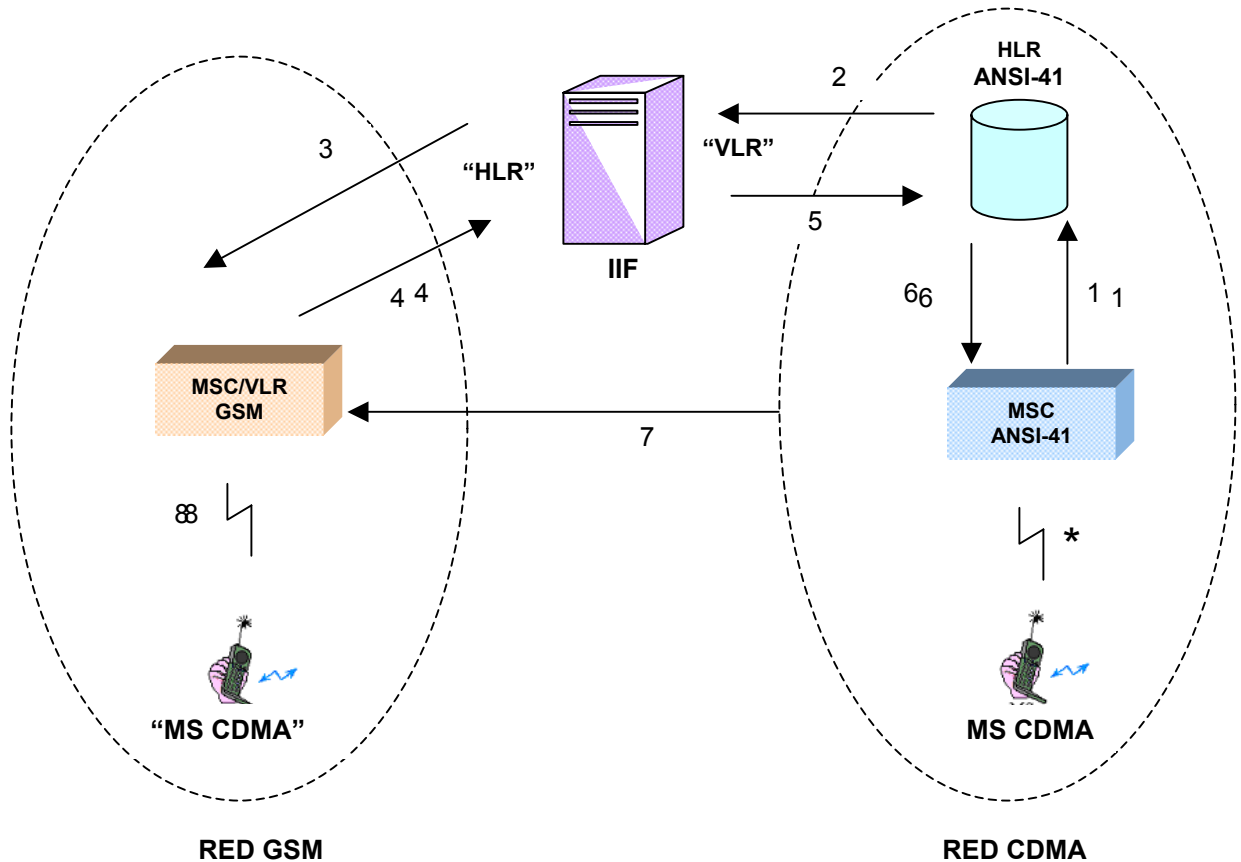 HLR
ANSI-41
2
3
“VLR”
“HLR”
5
IIF
4 4
66
1 1
MSC/VLR
GSM
MSC
ANSI-41
7
88
*
“MS CDMA”
MS CDMA
RED GSM
RED CDMA